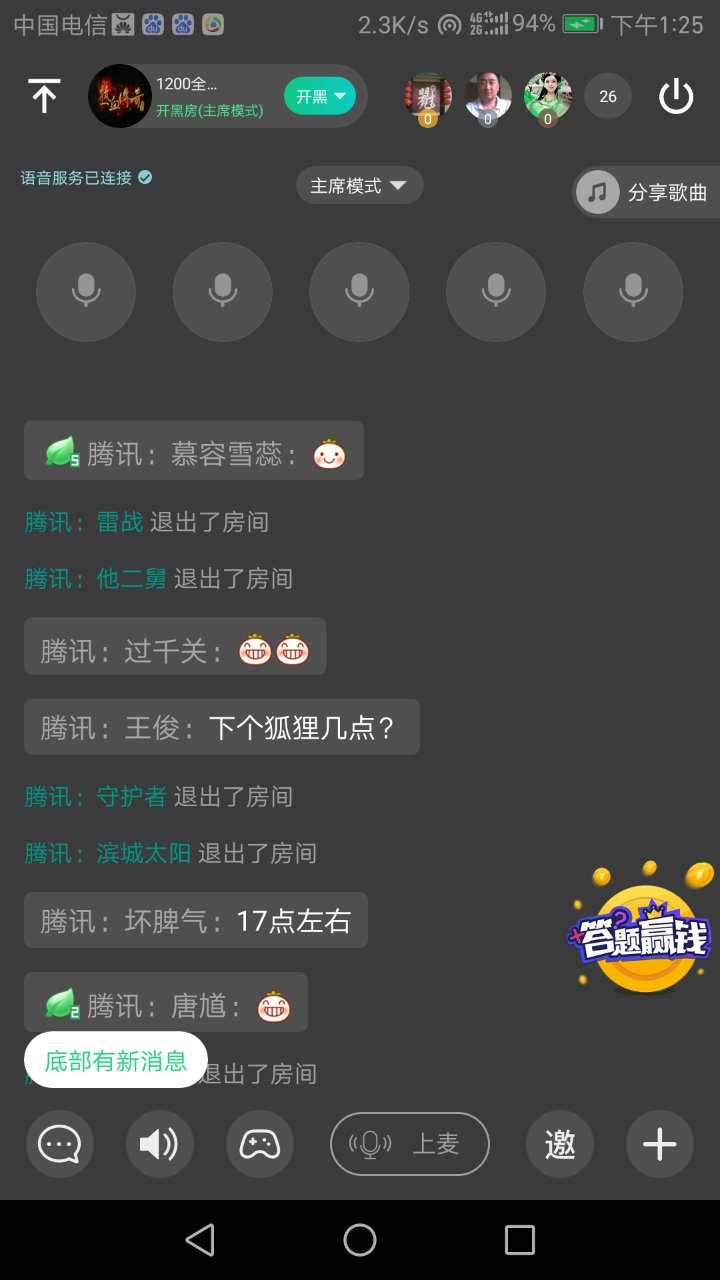 中国电信 2.3K/s 4G 2G 2G 94% 下午1:25
热血传奇 1200全...
开黑房(主席模式)
开黑
0 0 0 26
语音服务已连接 主席模式 分享歌曲
5 腾讯：慕容雪蕊：
腾讯：雷战 退出了房间
腾讯：他二舅 退出了房间
腾讯：过千关：
腾讯：王俊：下个狐狸几点？
腾讯：守护者 退出了房间
腾讯：滨城太阳 退出了房间
腾讯：坏脾气：17点左右
答题赢钱
2 腾讯：唐馗：
底部有新消息
退出了房间
上麦 邀